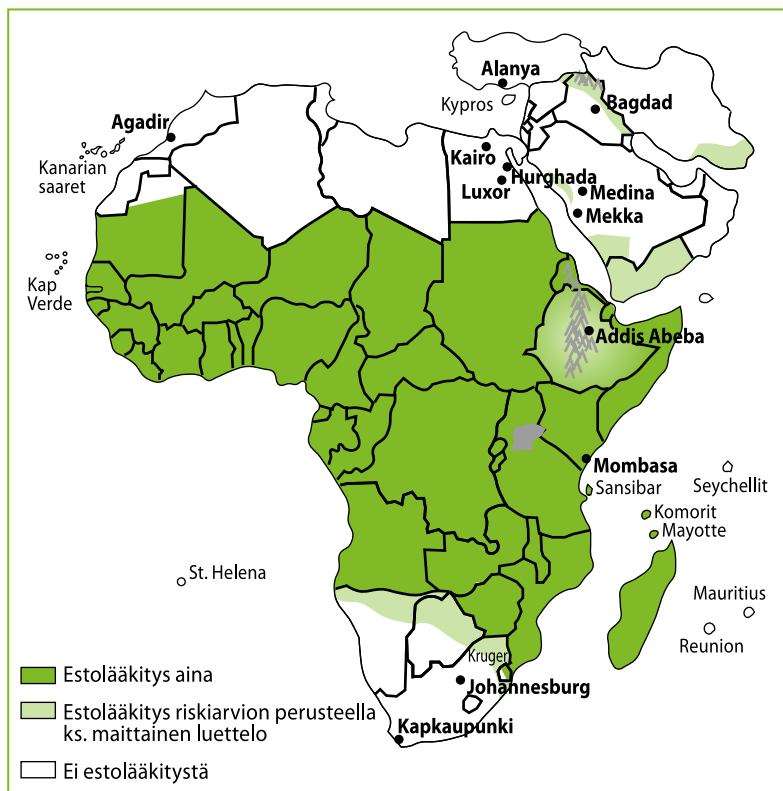 Alanya
Kypros
Bagdad
Agadir
Kanarian
saaret
Kairo
Hurghada
Luxor
Medina
Mekka
Kap
Verde
Addis Abeba
Mombasa
Sansibar
Seychellit
Komorit
Mayotte
St. Helena
Mauritius
Reunion
Kruger
Johannesburg
Kapkaupunki
Estolääkitys aina
Estolääkitys riskiarvion perusteella
ks. maittainen luettelo
Ei estolääkitystä